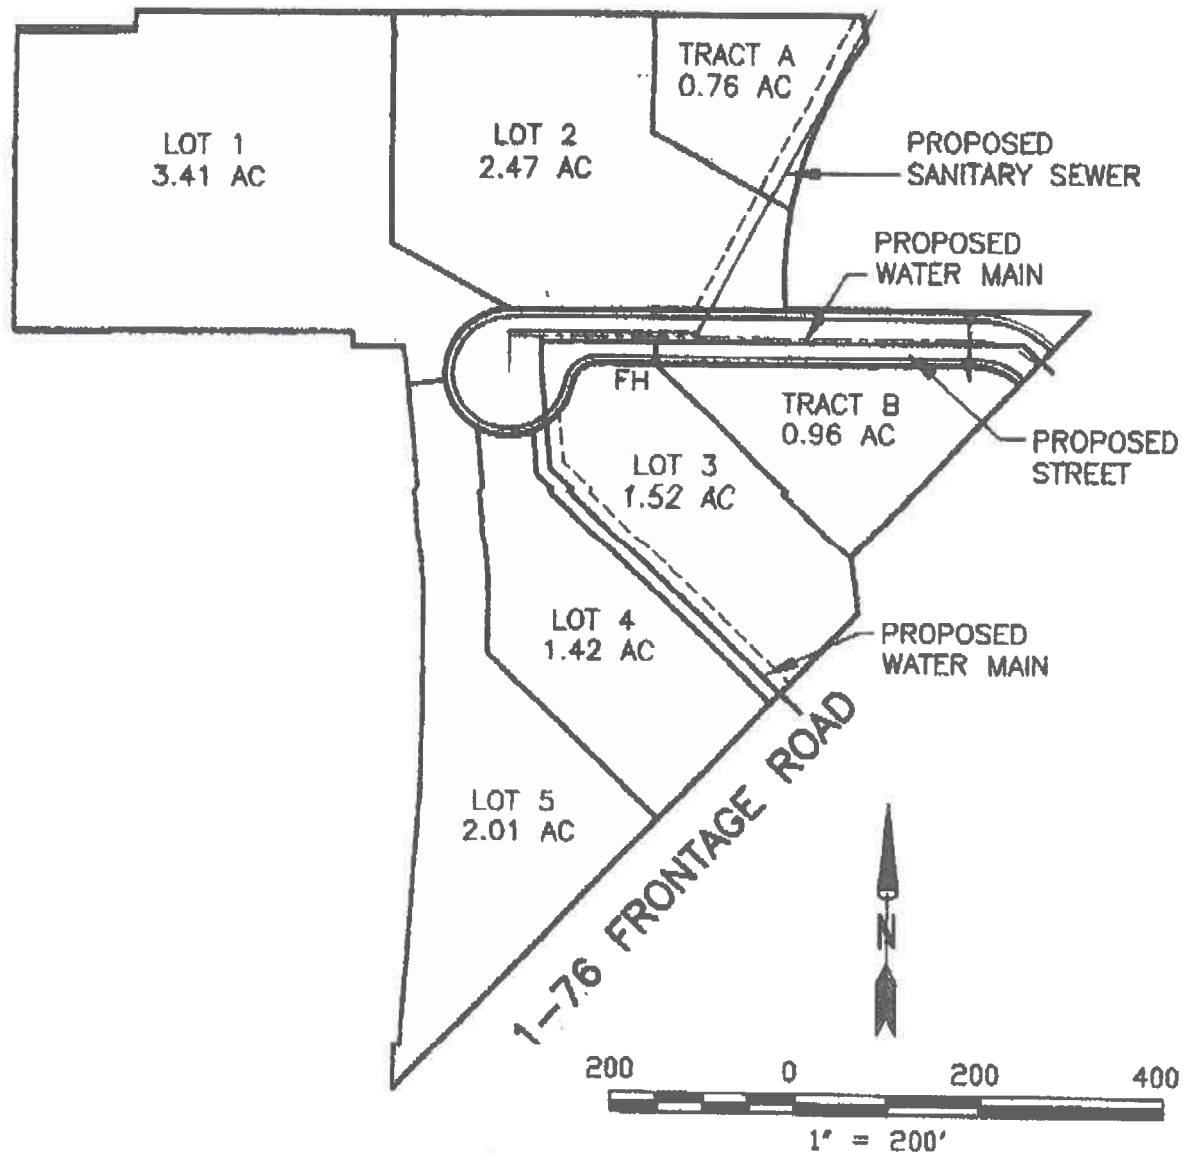 TRACT A
0.76 AC
LOT 1
3.41 AC
LOT 2
2.47 AC
PROPOSED
SANITARY SEWER
PROPOSED
WATER MAIN
FH
TRACT B
0.96 AC
PROPOSED
STREET
LOT 3
1.52 AC
LOT 4
1.42 AC
PROPOSED
WATER MAIN
LOT 5
2.01 AC
1-76 FRONTAGE ROAD
N
200 0 200 400
1" = 200'